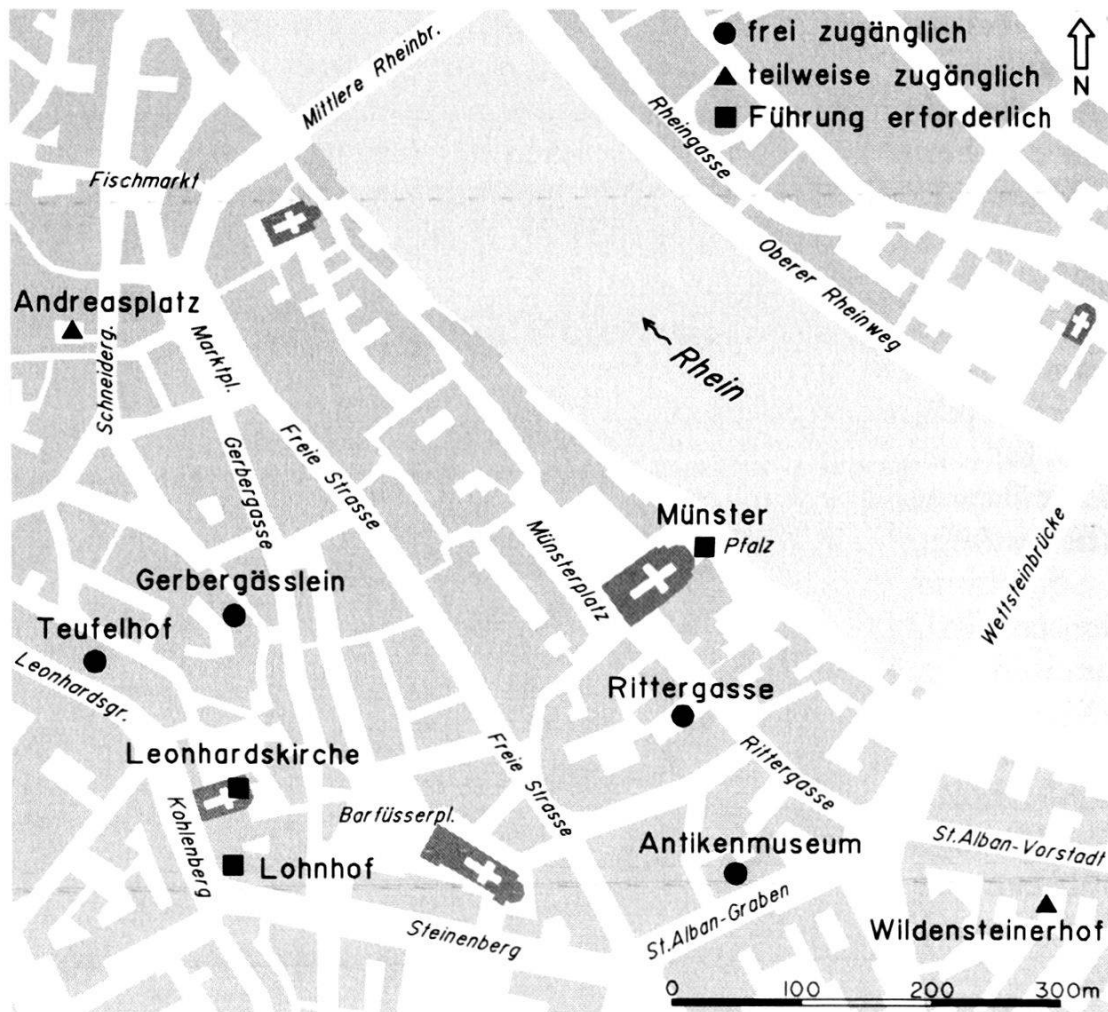 frei zugänglich
teilweise zugänglich
Führung erforderlich
N
Mittlere Rheinbr.
Rheingasse
Fischmarkt
Oberer Rheinweg
Andreasplatz
Schneiderg.
Marktpl.
Rhein
Gerbergasse
Freie Strasse
Münster
Pfalz
Münsterplatz
Wettsteinbrücke
Gerbergässlein
Teufelhof
Leonhardsgr.
Rittergasse
Leonhardskirche
Freie Strasse
Rittergasse
Kohlenberg
Barfüsserpl.
Lohnhof
Antikenmuseum
St.Alban-Vorstadt
Steinenberg
St.Alban-Graben
Wildensteinerhof
0 100 200 300m